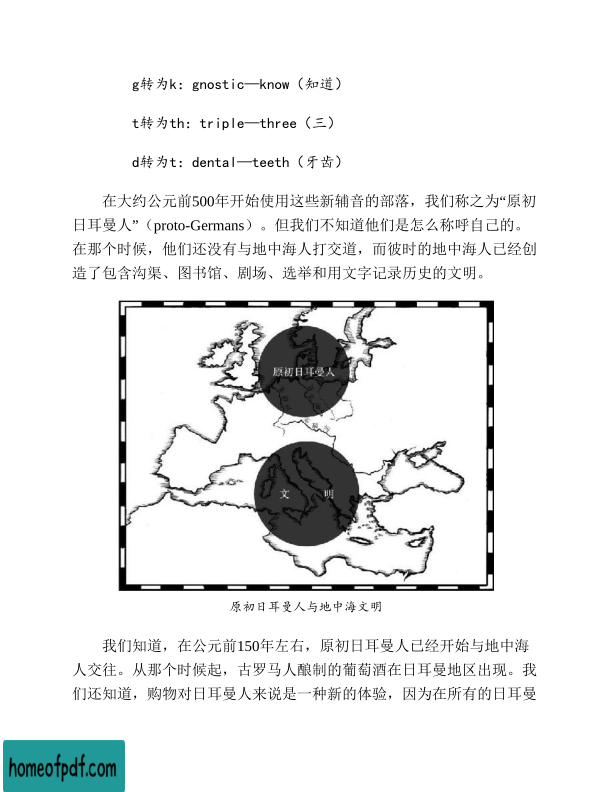 g转为k：gnostic—know（知道）
t转为th：triple—three（三）
d转为t：dental—teeth（牙齿）
在大约公元前500年开始使用这些新辅音的部落，我们称之为“原初
日耳曼人”（proto-Germans）。但我们不知道他们是怎么称呼自己的。
在那个时候，他们还没有与地中海人打交道，而彼时的地中海人已经创
造了包含沟渠、图书馆、剧场、选举和用文字记录历史的文明。
原初日耳曼人
文 明
原初日耳曼人与地中海文明
我们知道，在公元前150年左右，原初日耳曼人已经开始与地中海
人交往。从那个时候起，古罗马人酿制的葡萄酒在日耳曼地区出现。我
们还知道，购物对日耳曼人来说是一种新的体验，因为在所有的日耳曼
homeofpdf.com